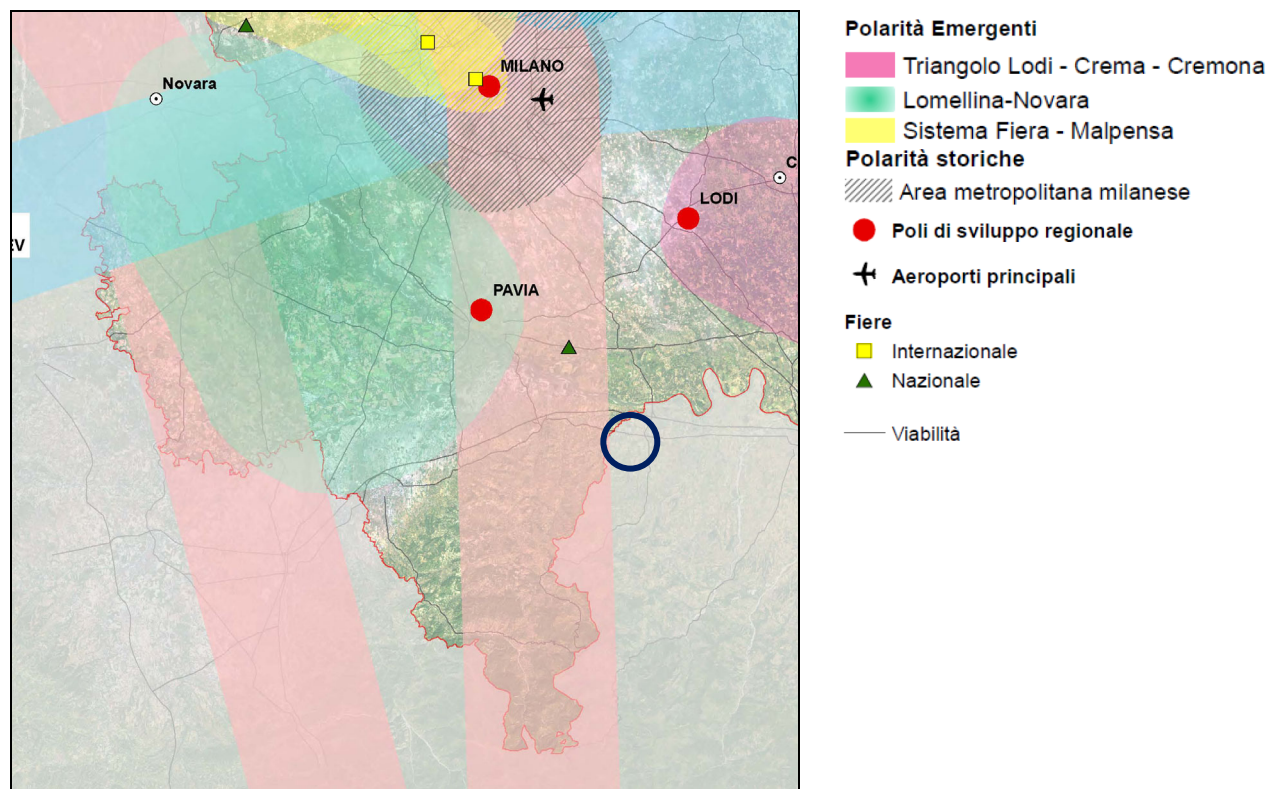 MILANO
Novara
C
LODI
EV
PAVIA
Polarità Emergenti
Triangolo Lodi - Crema - Cremona
Lomellina-Novara
Sistema Fiera - Malpensa
Polarità storiche
Area metropolitana milanese
Poli di sviluppo regionale
Aeroporti principali
Fiere
Internazionale
Nazionale
Viabilità